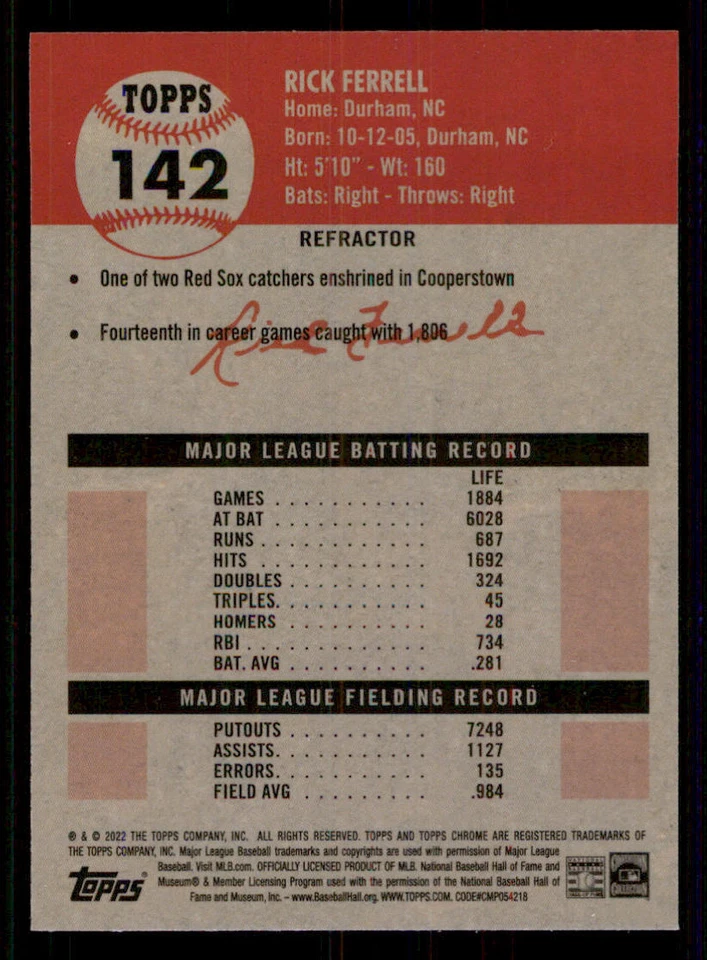 TOPPS
142
RICK FERRELL
Home: Durham, NC
Born: 10-12-05, Durham, NC
Ht: 5'10" - Wt: 160
Bats: Right - Throws: Right
REFRACTOR
• One of two Red Sox catchers enshrined in Cooperstown
• Fourteenth in career games caught with 1,806
Rick Ferrell
MAJOR LEAGUE BATTING RECORD
LIFE
GAMES . . . . . . . . . . . 1884
AT BAT . . . . . . . . . . . 6028
RUNS . . . . . . . . . . . . 687
HITS . . . . . . . . . . . . 1692
DOUBLES . . . . . . . . . . 324
TRIPLES. . . . . . . . . . . 45
HOMERS . . . . . . . . . . 28
RBI . . . . . . . . . . . . . 734
BAT. AVG . . . . . . . . . . .281
MAJOR LEAGUE FIELDING RECORD
PUTOUTS . . . . . . . . . . 7248
ASSISTS. . . . . . . . . . . 1127
ERRORS. . . . . . . . . . . 135
FIELD AVG . . . . . . . . . .984
® & © 2022 THE TOPPS COMPANY, INC. ALL RIGHTS RESERVED. TOPPS AND TOPPS CHROME ARE REGISTERED TRADEMARKS OF
THE TOPPS COMPANY, INC. Major League Baseball trademarks and copyrights are used with permission of Major League
Baseball. Visit MLB.com. OFFICIALLY LICENSED PRODUCT OF MLB. National Baseball Hall of Fame and
Museum® & Member Licensing Program used with the permission of the National Baseball Hall of
Fame and Museum, Inc. – www.BaseballHall.org. WWW.TOPPS.COM. CODE#CMP054218
Topps